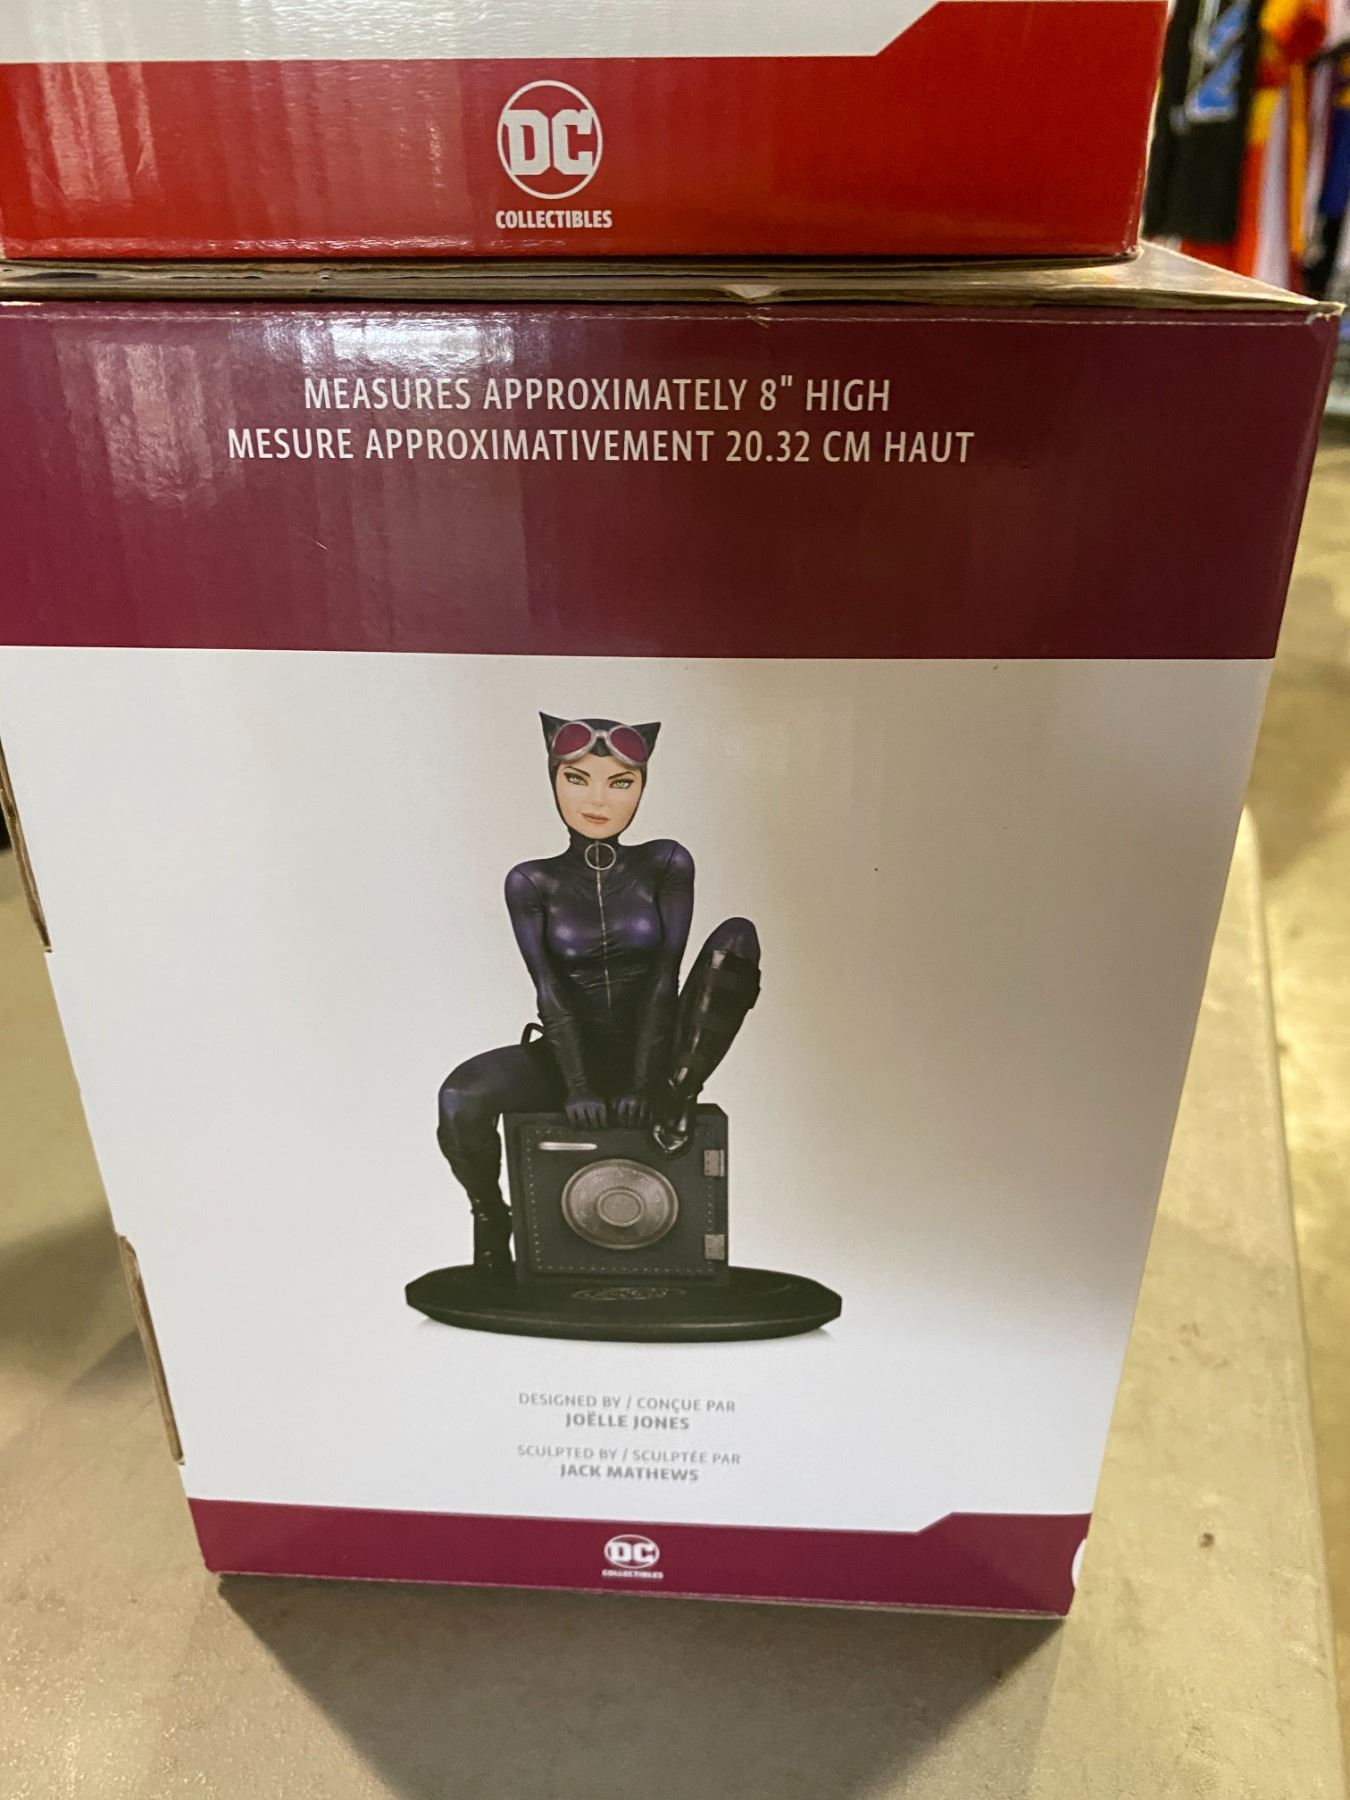 DC
COLLECTIBLES
MEASURES APPROXIMATELY 8" HIGH
MESURE APPROXIMATIVEMENT 20.32 CM HAUT
DESIGNED BY / CONÇUE PAR
JOËLLE JONES
SCULPTED BY / SCULPTÉE PAR
JACK MATHEWS
DC
COLLECTIBLES